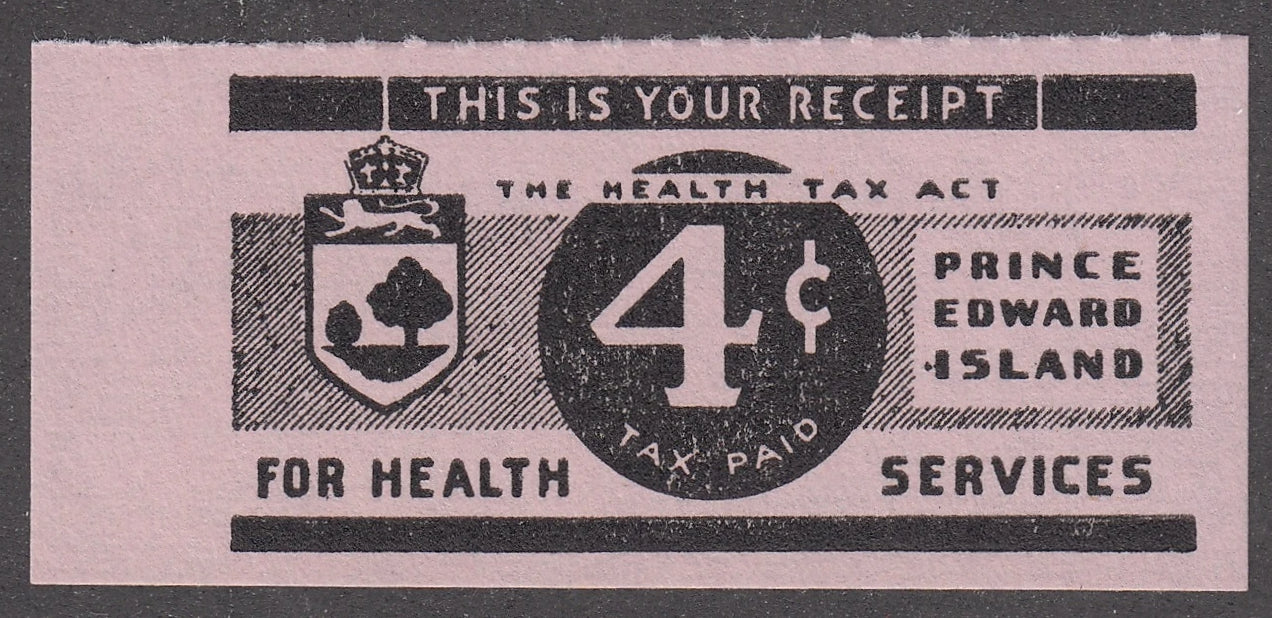 THIS IS YOUR RECEIPT
THE HEALTH TAX ACT
4¢
TAX PAID
PRINCE
EDWARD
ISLAND
FOR HEALTH SERVICES